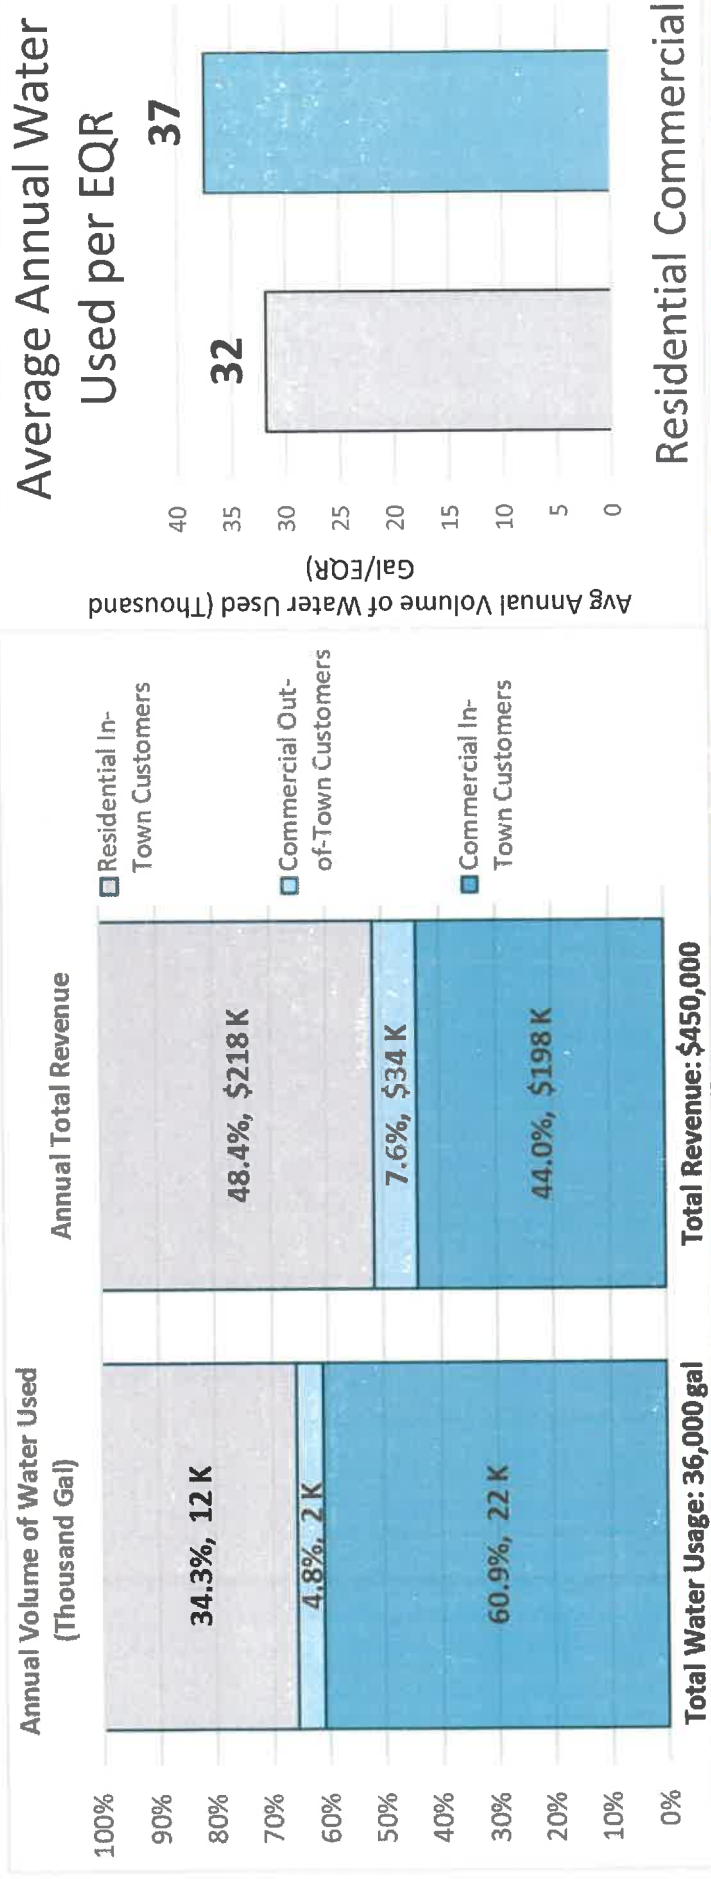 Annual Volume of Water Used
(Thousand Gal)
Annual Total Revenue
100%
90%
80%
70%
60%
50%
40%
30%
20%
10%
0%
34.3%, 12 K
4.8%, 2 K
60.9%, 22 K
48.4%, $218 K
7.6%, $34 K
44.0%, $198 K
Total Water Usage: 36,000 gal
Total Revenue: $450,000
Residential In-
Town Customers
Commercial Out-
of-Town Customers
Commercial In-
Town Customers
Average Annual Water
Used per EQR
Avg Annual Volume of Water Used (Thousand
Gal/EQR)
40
35
30
25
20
15
10
5
0
32
37
Residential Commercial